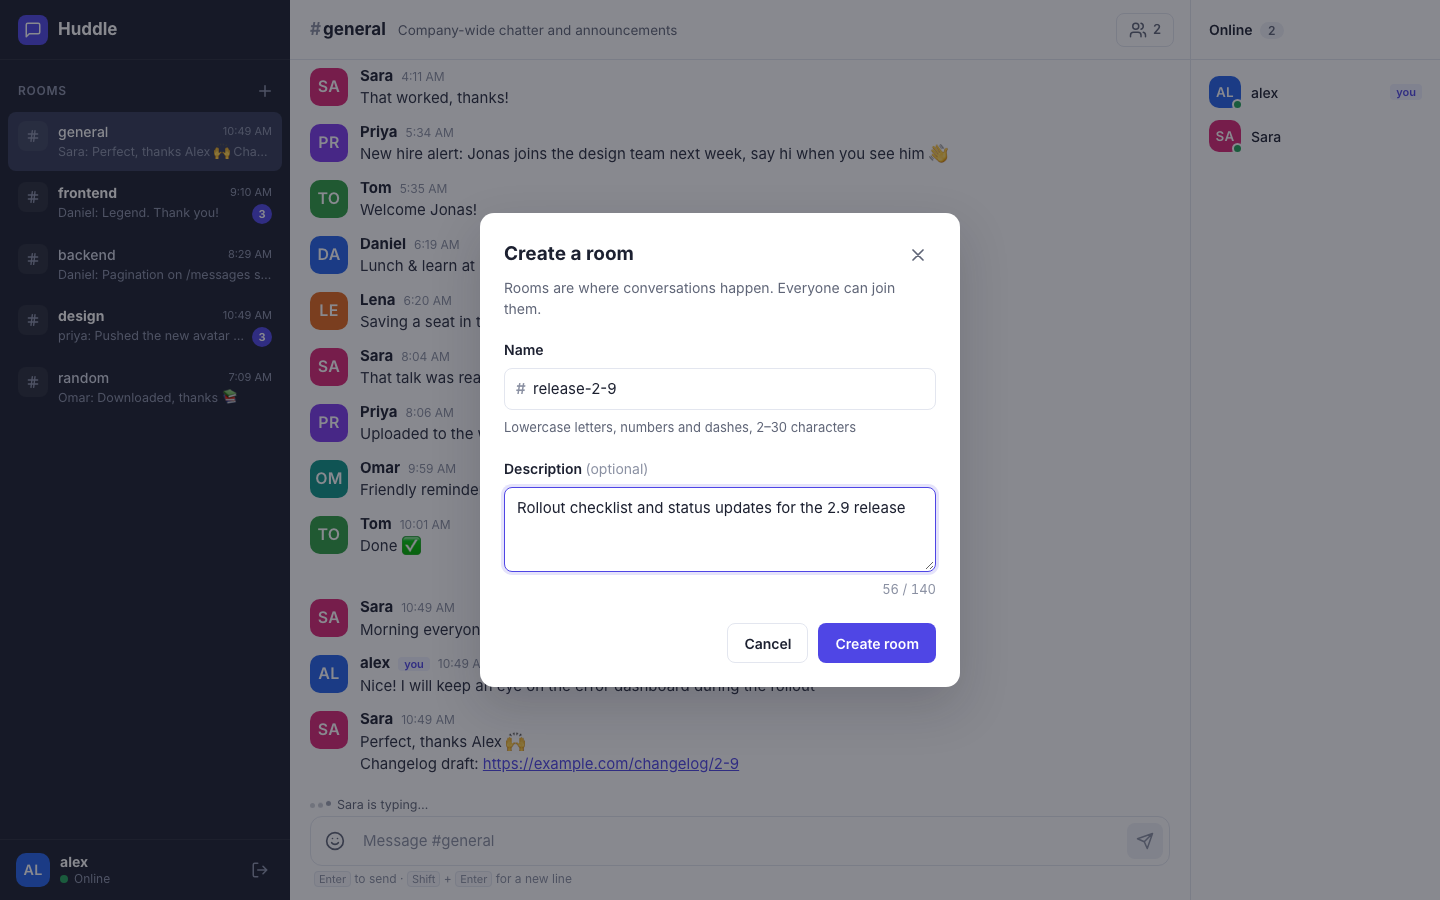 Huddle
ROOMS
general 10:49 AM
Sara: Perfect, thanks Alex 🙌 Cha...
frontend 9:10 AM
Daniel: Legend. Thank you! 3
backend 8:29 AM
Daniel: Pagination on /messages s...
design 10:49 AM
priya: Pushed the new avatar ... 3
random 7:09 AM
Omar: Downloaded, thanks 📚
AL alex
Online
#general Company-wide chatter and announcements 2
SA Sara 4:11 AM
That worked, thanks!
PR Priya 5:34 AM
New hire alert: Jonas joins the design team next week, say hi when you see him 👋
TO Tom 5:35 AM
Welcome Jonas!
DA Daniel 6:19 AM
Lunch & learn at
LE Lena 6:20 AM
Saving a seat in
SA Sara 8:04 AM
That talk was
PR Priya 8:06 AM
Uploaded to the
OM Omar 9:59 AM
Friendly
TO Tom 10:01 AM
Done ✅
SA Sara 10:49 AM
Morning
AL alex you 10:49
Nice! I will keep an eye on the error dashboard during the rollout
SA Sara 10:49 AM
Perfect, thanks Alex 🙌
Changelog draft: https://example.com/changelog/2-9
Sara is typing...
Message #general
Enter to send · Shift + Enter for a new line
Create a room
Rooms are where conversations happen. Everyone can join
them.
Name
# release-2-9
Lowercase letters, numbers and dashes, 2–30 characters
Description (optional)
Rollout checklist and status updates for the 2.9 release
56 / 140
Cancel Create room
Online 2
AL alex you
SA Sara